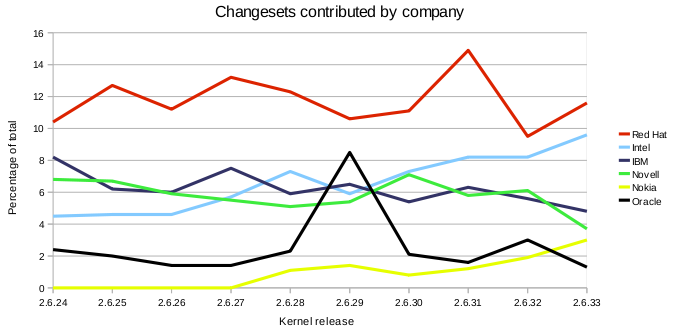 Changesets contributed by company
Percentage of total
16
14
12
10
8
6
4
2
0
2.6.24 2.6.25 2.6.26 2.6.27 2.6.28 2.6.29 2.6.30 2.6.31 2.6.32 2.6.33
Kernel release
Red Hat
Intel
IBM
Novell
Nokia
Oracle